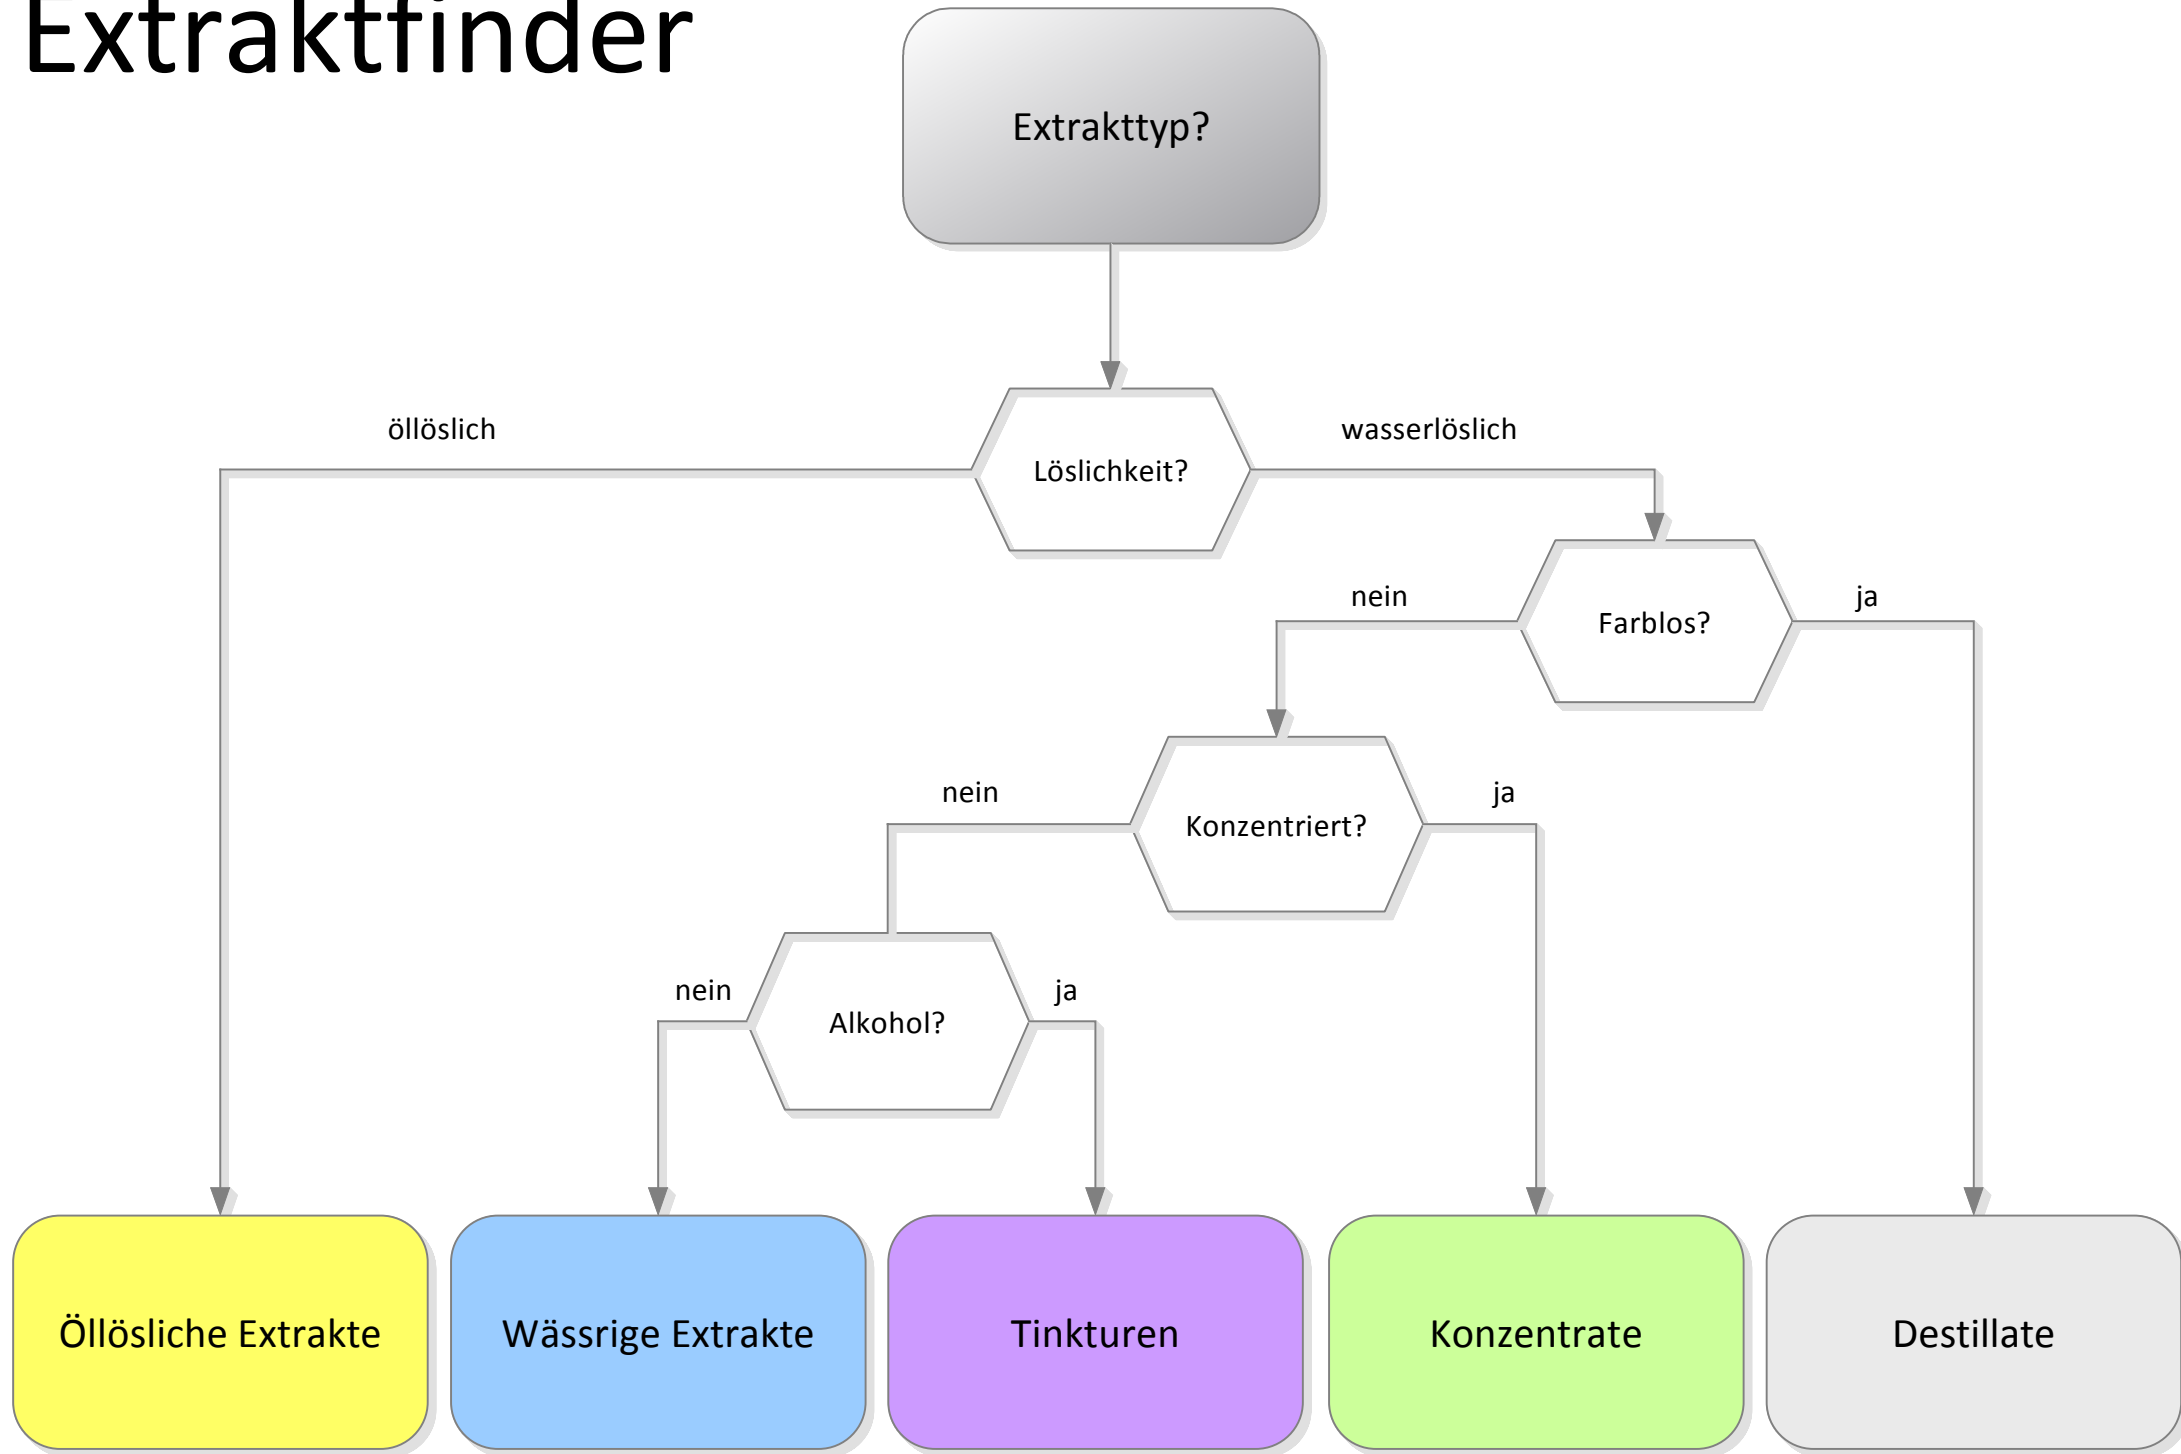 Extraktfinder
Extrakttyp?
öllöslich
wasserlöslich
Löslichkeit?
nein
ja
Farblos?
nein
ja
Konzentriert?
nein
ja
Alkohol?
Öllösliche Extrakte
Wässrige Extrakte
Tinkturen
Konzentrate
Destillate